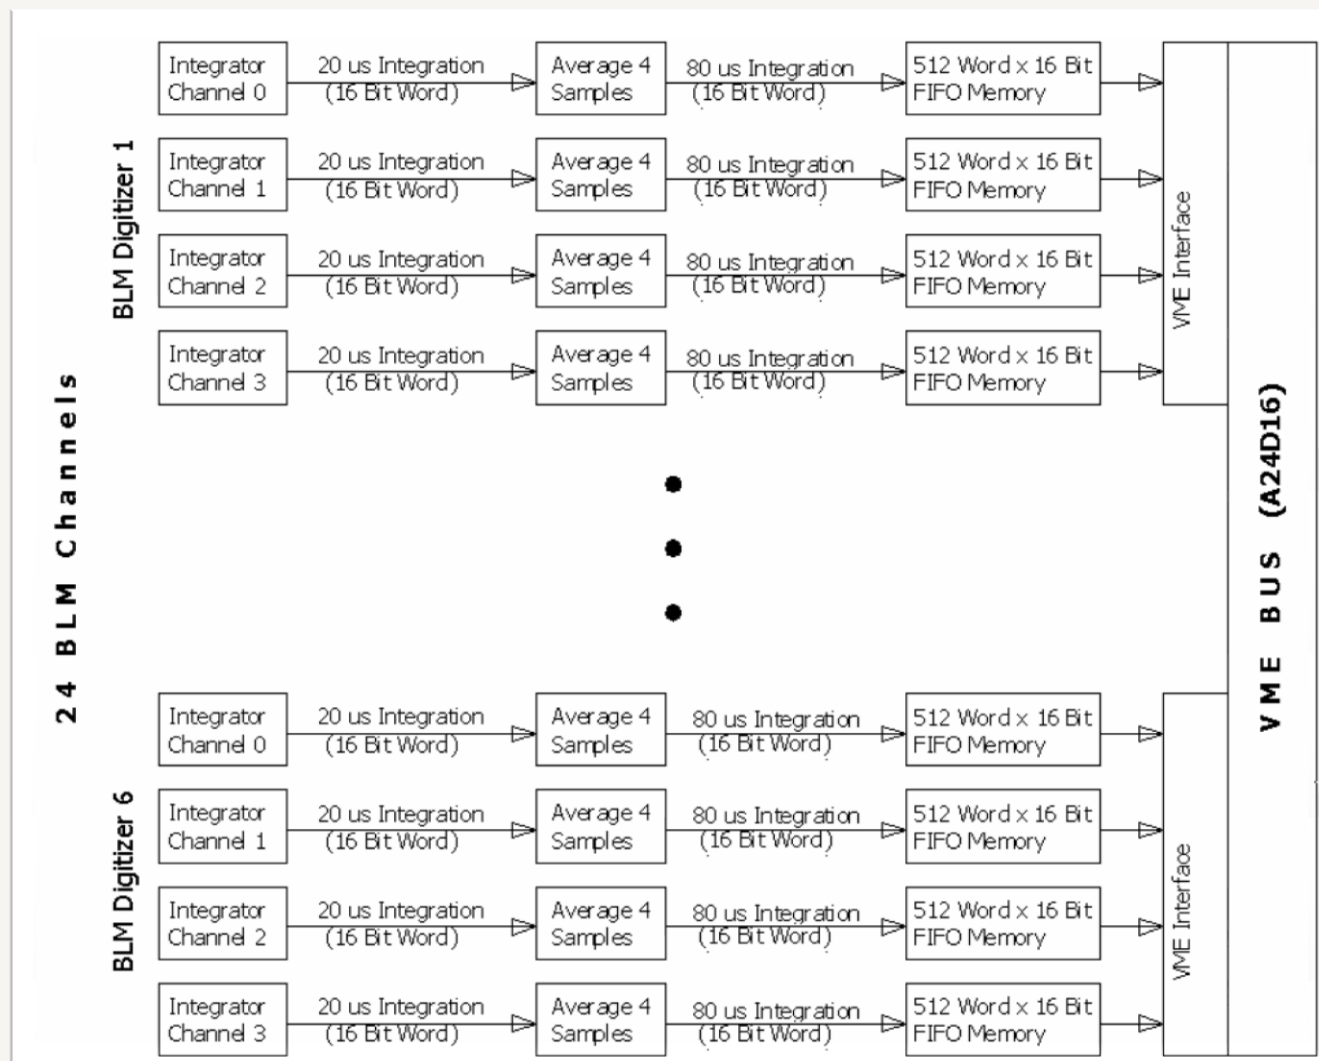 24 BLM Channels
BLM Digitizer 1
Integrator
Channel 0
20 us Integration
(16 Bit Word)
Average 4
Samples
80 us Integration
(16 Bit Word)
512 Word x 16 Bit
FIFO Memory
Integrator
Channel 1
20 us Integration
(16 Bit Word)
Average 4
Samples
80 us Integration
(16 Bit Word)
512 Word x 16 Bit
FIFO Memory
Integrator
Channel 2
20 us Integration
(16 Bit Word)
Average 4
Samples
80 us Integration
(16 Bit Word)
512 Word x 16 Bit
FIFO Memory
Integrator
Channel 3
20 us Integration
(16 Bit Word)
Average 4
Samples
80 us Integration
(16 Bit Word)
512 Word x 16 Bit
FIFO Memory
VME Interface
BLM Digitizer 6
Integrator
Channel 0
20 us Integration
(16 Bit Word)
Average 4
Samples
80 us Integration
(16 Bit Word)
512 Word x 16 Bit
FIFO Memory
Integrator
Channel 1
20 us Integration
(16 Bit Word)
Average 4
Samples
80 us Integration
(16 Bit Word)
512 Word x 16 Bit
FIFO Memory
Integrator
Channel 2
20 us Integration
(16 Bit Word)
Average 4
Samples
80 us Integration
(16 Bit Word)
512 Word x 16 Bit
FIFO Memory
Integrator
Channel 3
20 us Integration
(16 Bit Word)
Average 4
Samples
80 us Integration
(16 Bit Word)
512 Word x 16 Bit
FIFO Memory
VME Interface
VME BUS (A24D16)